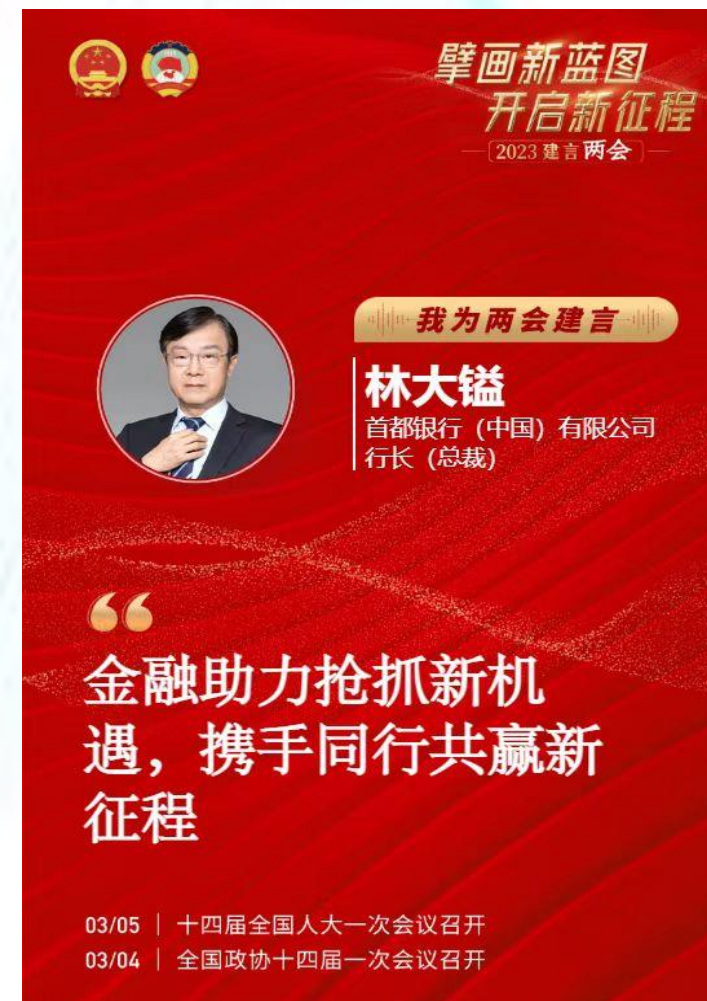 擘画新蓝图
开启新征程
2023 建言两会
我为两会建言
林大镒
首都银行（中国）有限公司
行长（总裁）
“
金融助力抢抓新机
遇，携手同行共赢新
征程
03/05 | 十四届全国人大一次会议召开
03/04 | 全国政协十四届一次会议召开